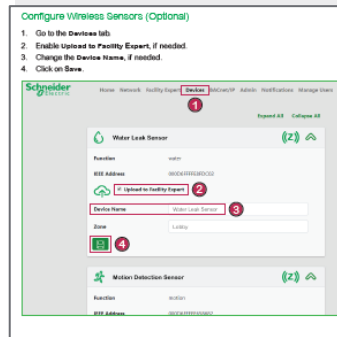 Configure Wireless Sensors (Optional)
1. Go to the Devices tab.
2. Enable Upload to Facility Expert, if needed.
3. Change the Device Name, if needed.
4. Click on Save.
Schneider Electric
Home Network Facility Expert Devices BACnet/IP Admin Notifications Manage Users
1
Expand All Collapse All
Water Leak Sensor
Function water
IEEE Address
Upload to Facility Expert 2
Device Name Water Leak Sensor 3
Zone Lobby
4
Motion Detection Sensor
Function motion
IEEE Address